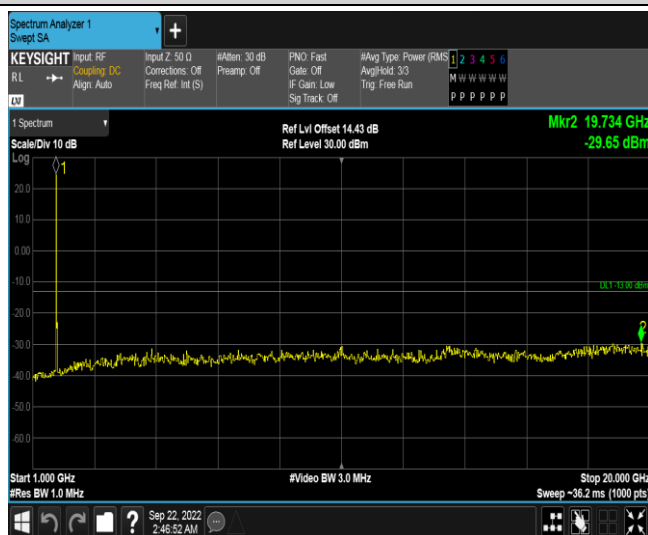 Spectrum Analyzer 1
Swept SA
+
KEYSIGHT
RL
LXI
Input: RF
Coupling: DC
Align: Auto
Input Z: 50 Ω
Corrections: Off
Freq Ref: Int (S)
#Atten: 30 dB
Preamp: Off
PNO: Fast
Gate: Off
IF Gain: Low
Sig Track: Off
#Avg Type: Power (RMS
Avg|Hold: 3/3
Trig: Free Run
1 2 3 4 5 6
M W W W W W
P P P P P P
1 Spectrum
Scale/Div 10 dB
Ref Lvl Offset 14.43 dB
Ref Level 30.00 dBm
Mkr2 19.734 GHz
-29.65 dBm
Log
1
20.0
10.0
0.00
-10.0
DL1 -13.00 dBm
-20.0
2
-30.0
-40.0
-50.0
-60.0
Start 1.000 GHz
#Res BW 1.0 MHz
#Video BW 3.0 MHz
Stop 20.000 GHz
Sweep ~36.2 ms (1000 pts)
?
Sep 22, 2022
2:46:52 AM